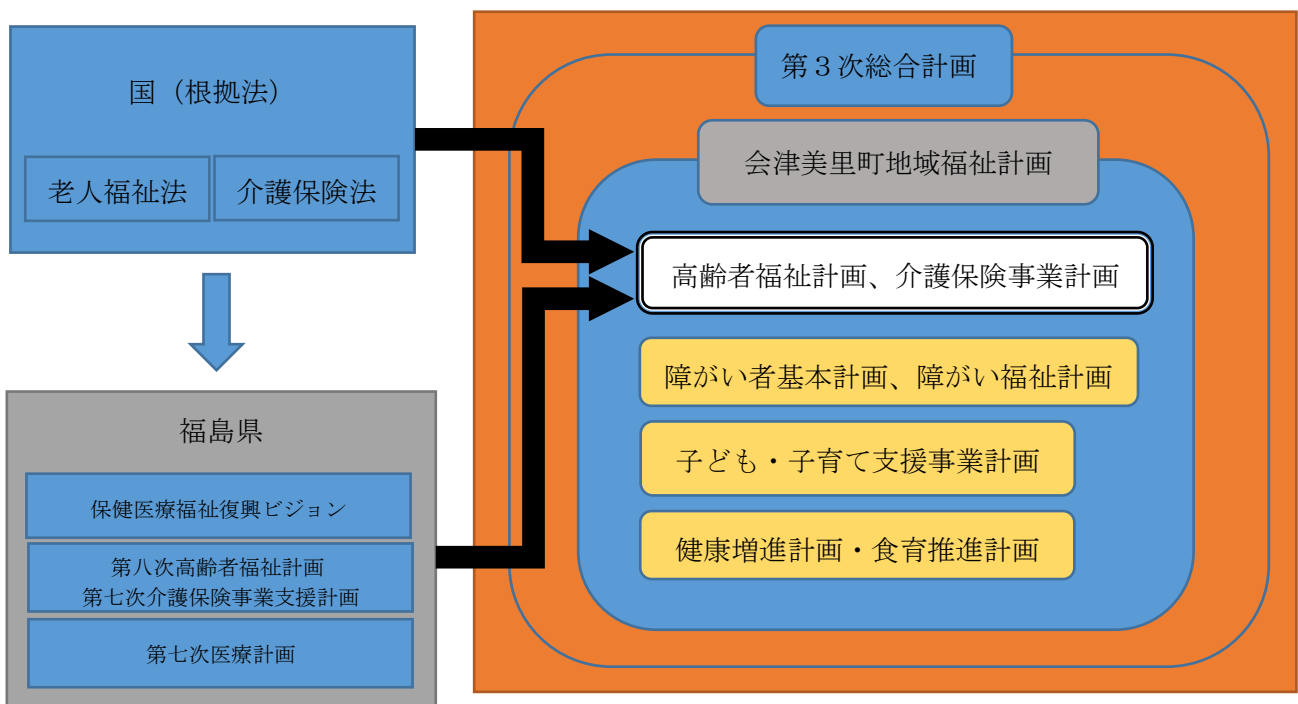 国（根拠法）
老人福祉法
介護保険法
福島県
保健医療福祉復興ビジョン
第八次高齢者福祉計画
第七次介護保険事業支援計画
第七次医療計画
第３次総合計画
会津美里町地域福祉計画
高齢者福祉計画、介護保険事業計画
障がい者基本計画、障がい福祉計画
子ども・子育て支援事業計画
健康増進計画・食育推進計画